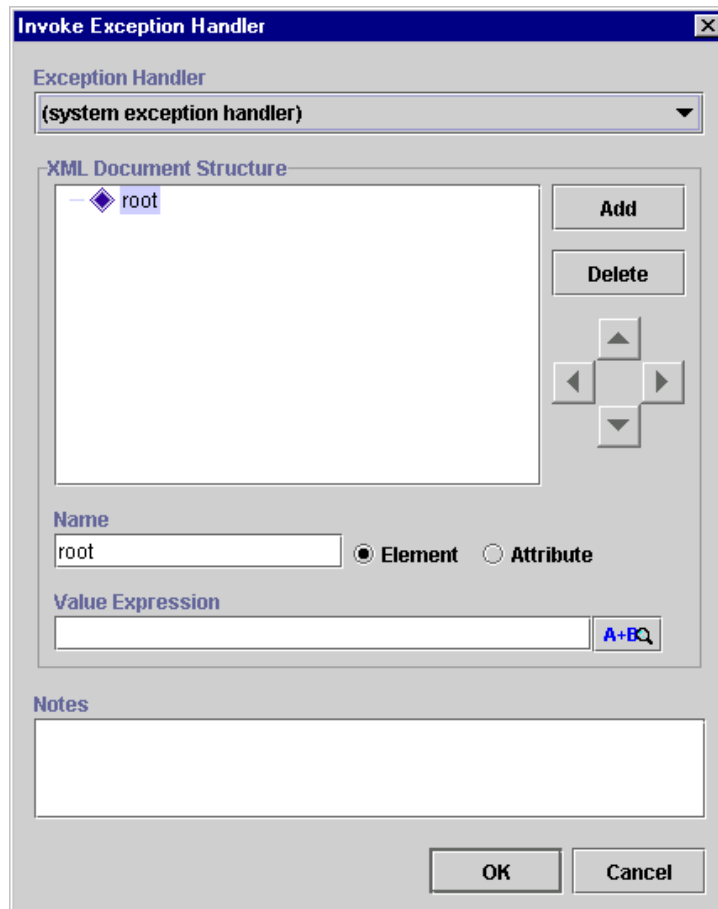 Invoke Exception Handler
Exception Handler
(system exception handler)
XML Document Structure
root
Add
Delete
Name
root
Element
Attribute
Value Expression
A+B
Notes
OK
Cancel